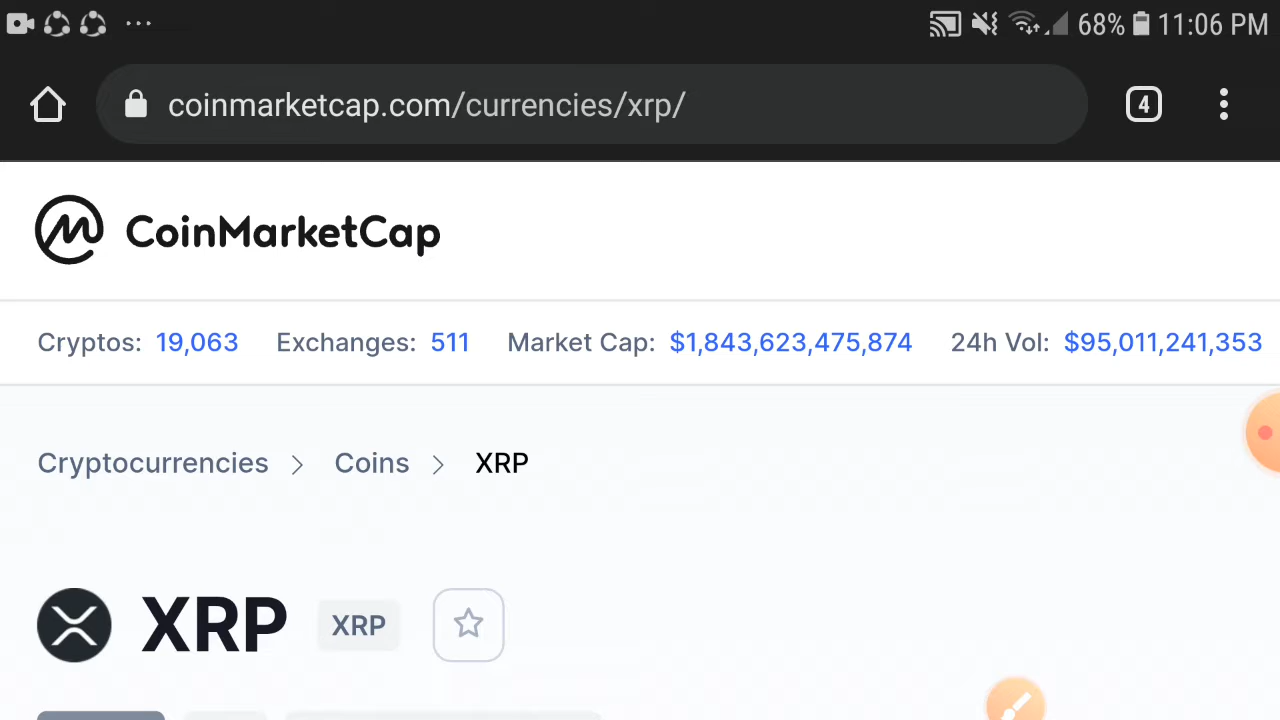 68% 11:06 PM
coinmarketcap.com/currencies/xrp/
4
CoinMarketCap
Cryptos: 19,063 Exchanges: 511 Market Cap: $1,843,623,475,874 24h Vol: $95,011,241,353
Cryptocurrencies > Coins > XRP
XRP XRP